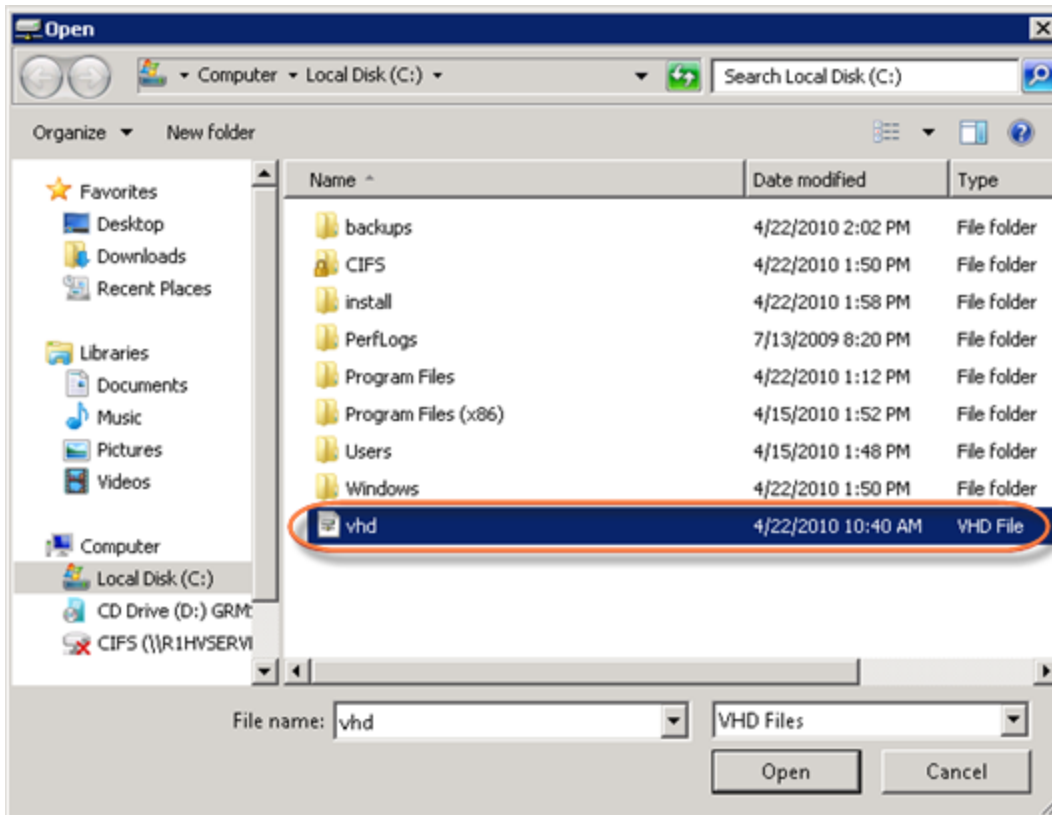 Open
Computer Local Disk (C:) Search Local Disk (C:)
Organize New folder
Favorites
Desktop
Downloads
Recent Places
Libraries
Documents
Music
Pictures
Videos
Computer
Local Disk (C:)
CD Drive (D:) GRM
CIFS (\\R1HVSERV
Name Date modified Type
backups 4/22/2010 2:02 PM File folder
CIFS 4/22/2010 1:50 PM File folder
install 4/22/2010 1:58 PM File folder
PerfLogs 7/13/2009 8:20 PM File folder
Program Files 4/22/2010 1:12 PM File folder
Program Files (x86) 4/15/2010 1:52 PM File folder
Users 4/15/2010 1:48 PM File folder
Windows 4/22/2010 1:50 PM File folder
vhd 4/22/2010 10:40 AM VHD File
File name: vhd VHD Files
Open Cancel